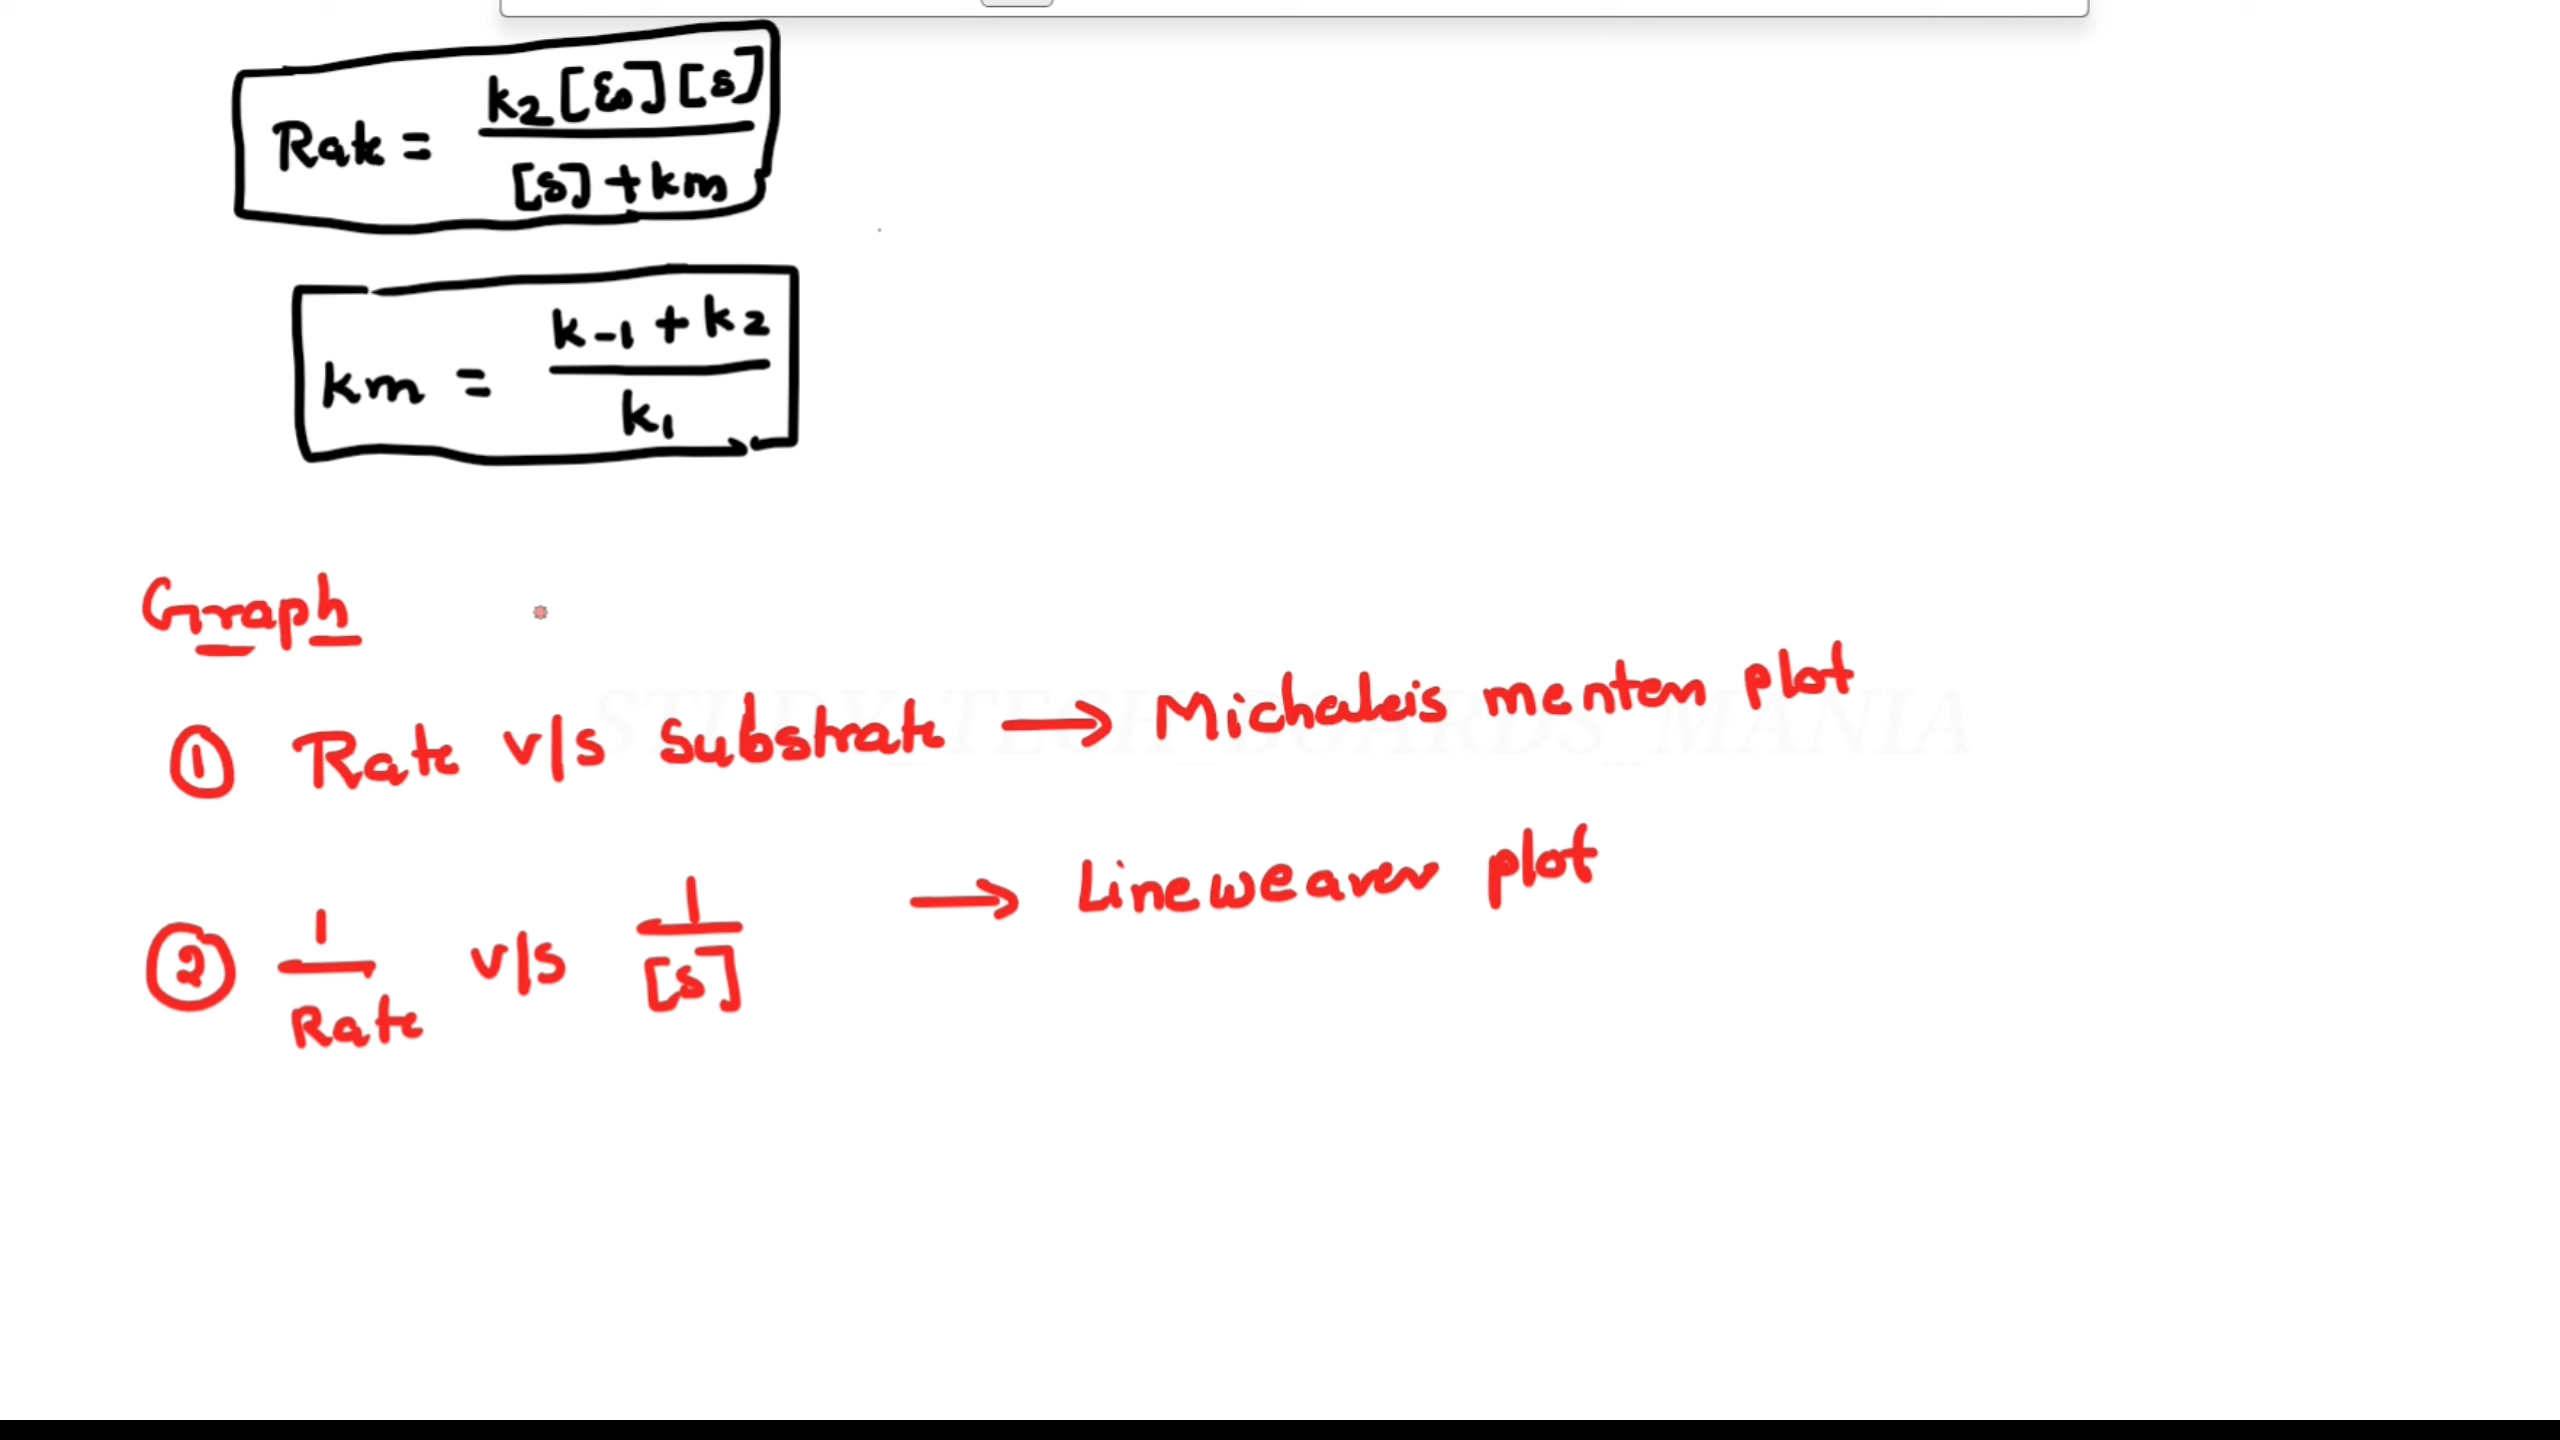 Rate = k2[E0][s] / [s] + km
km = k-1 + k2 / k1
Graph
① Rate v/s substrate → Michaleis menten plot
② 1/Rate v/s 1/[s] → Lineweaver plot
STUDY_TECH_BOARDS_MANIA